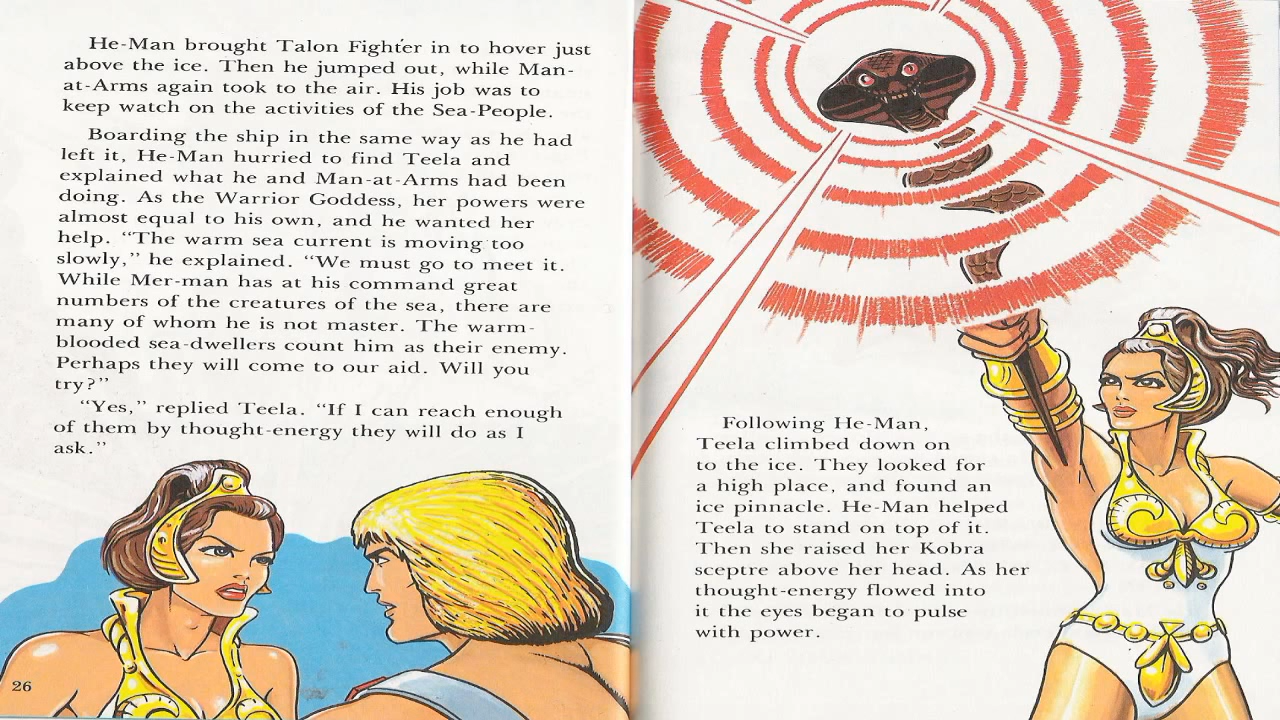 He-Man brought Talon Fighter in to hover just
above the ice. Then he jumped out, while Man-
at-Arms again took to the air. His job was to
keep watch on the activities of the Sea-People.
Boarding the ship in the same way as he had
left it, He-Man hurried to find Teela and
explained what he and Man-at-Arms had been
doing. As the Warrior Goddess, her powers were
almost equal to his own, and he wanted her
help. “The warm sea current is moving too
slowly,” he explained. “We must go to meet it.
While Mer-man has at his command great
numbers of the creatures of the sea, there are
many of whom he is not master. The warm-
blooded sea-dwellers count him as their enemy.
Perhaps they will come to our aid. Will you
try?”
“Yes,” replied Teela. “If I can reach enough
of them by thought-energy they will do as I
ask.”
26
Following He-Man,
Teela climbed down on
to the ice. They looked for
a high place, and found an
ice pinnacle. He-Man helped
Teela to stand on top of it.
Then she raised her Kobra
sceptre above her head. As her
thought-energy flowed into
it the eyes began to pulse
with power.